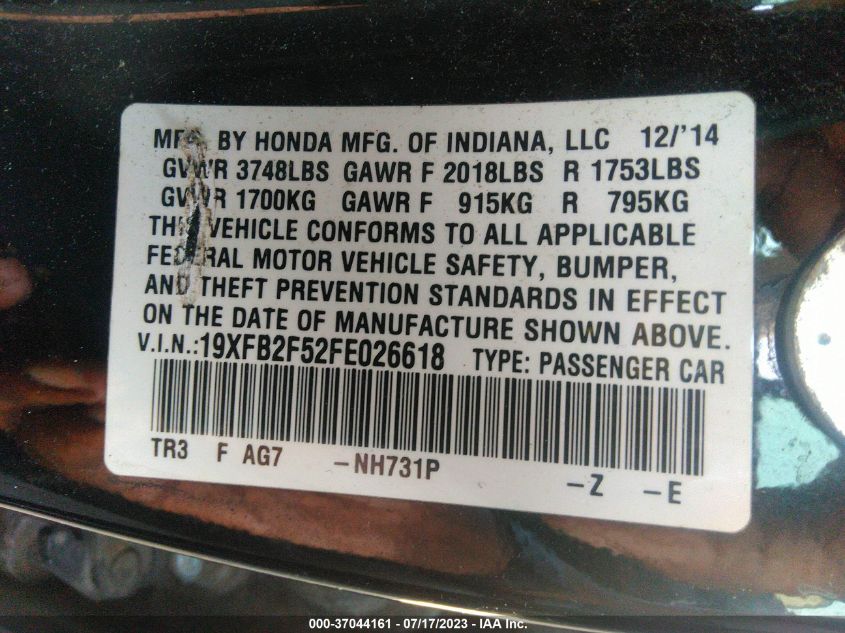 MFG. BY HONDA MFG. OF INDIANA, LLC 12/'14
GVWR 3748LBS GAWR F 2018LBS R 1753LBS
GVWR 1700KG GAWR F 915KG R 795KG
THIS VEHICLE CONFORMS TO ALL APPLICABLE
FEDERAL MOTOR VEHICLE SAFETY, BUMPER,
AND THEFT PREVENTION STANDARDS IN EFFECT
ON THE DATE OF MANUFACTURE SHOWN ABOVE.
V.I.N.:19XFB2F52FE026618 TYPE: PASSENGER CAR
TR3 F AG7 -NH731P -Z -E
000-37044161 / 07/17/2023 - IAA Inc.